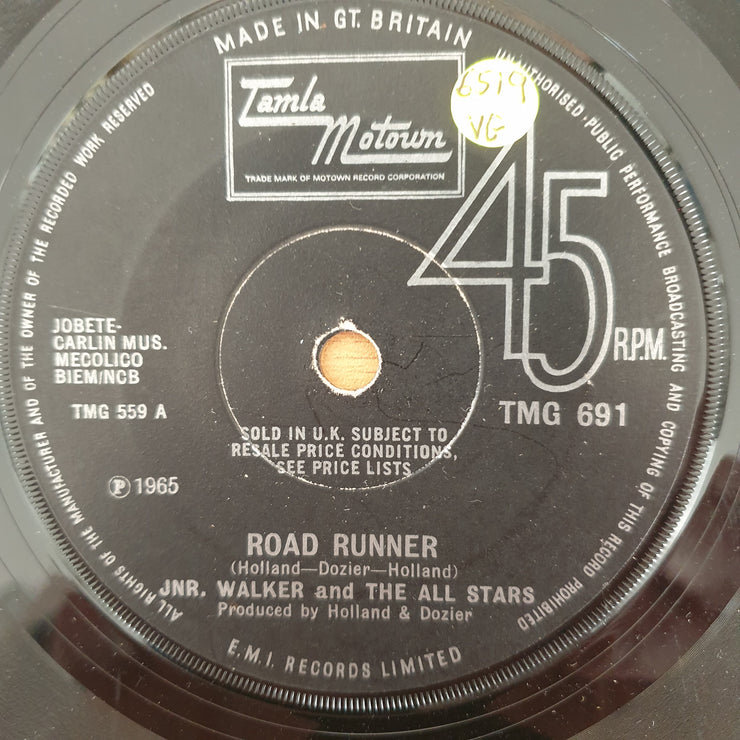 MADE IN GT. BRITAIN
UNAUTHORISED PUBLIC PERFORMANCE BROADCASTING AND COPYING OF THIS RECORD PROHIBITED
ALL RIGHTS OF THE MANUFACTURER AND OF THE OWNER OF THE RECORDED WORK RESERVED
Tamla
Motown
TRADE MARK OF MOTOWN RECORD CORPORATION
6519
VG
45
R.P.M.
JOBETE-
CARLIN MUS.
MECOLICO
BIEM/NCB
TMG 559 A
TMG 691
SOLD IN U.K. SUBJECT TO
RESALE PRICE CONDITIONS,
SEE PRICE LISTS
℗ 1965
ROAD RUNNER
(Holland—Dozier—Holland)
JNR. WALKER and THE ALL STARS
Produced by Holland & Dozier
E.M.I. RECORDS LIMITED